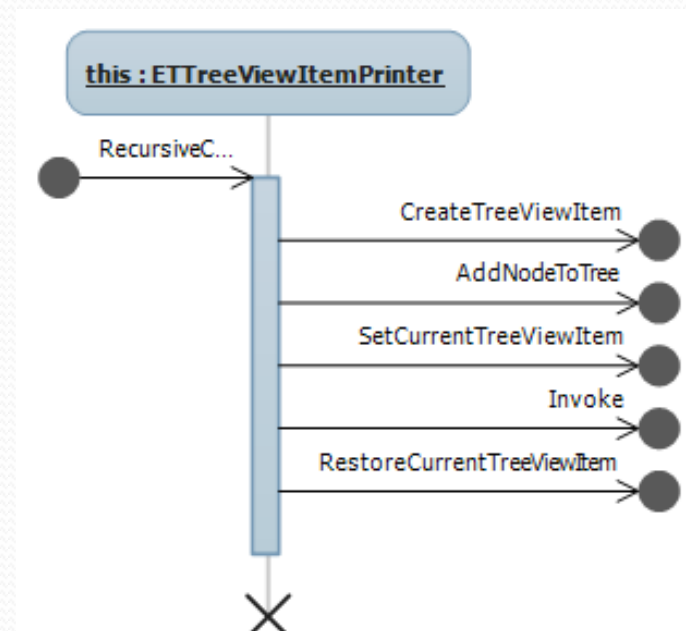 this : ETTreeViewItemPrinter
RecursiveC...
CreateTreeViewItem
AddNodeToTree
SetCurrentTreeViewItem
Invoke
RestoreCurrentTreeViewItem